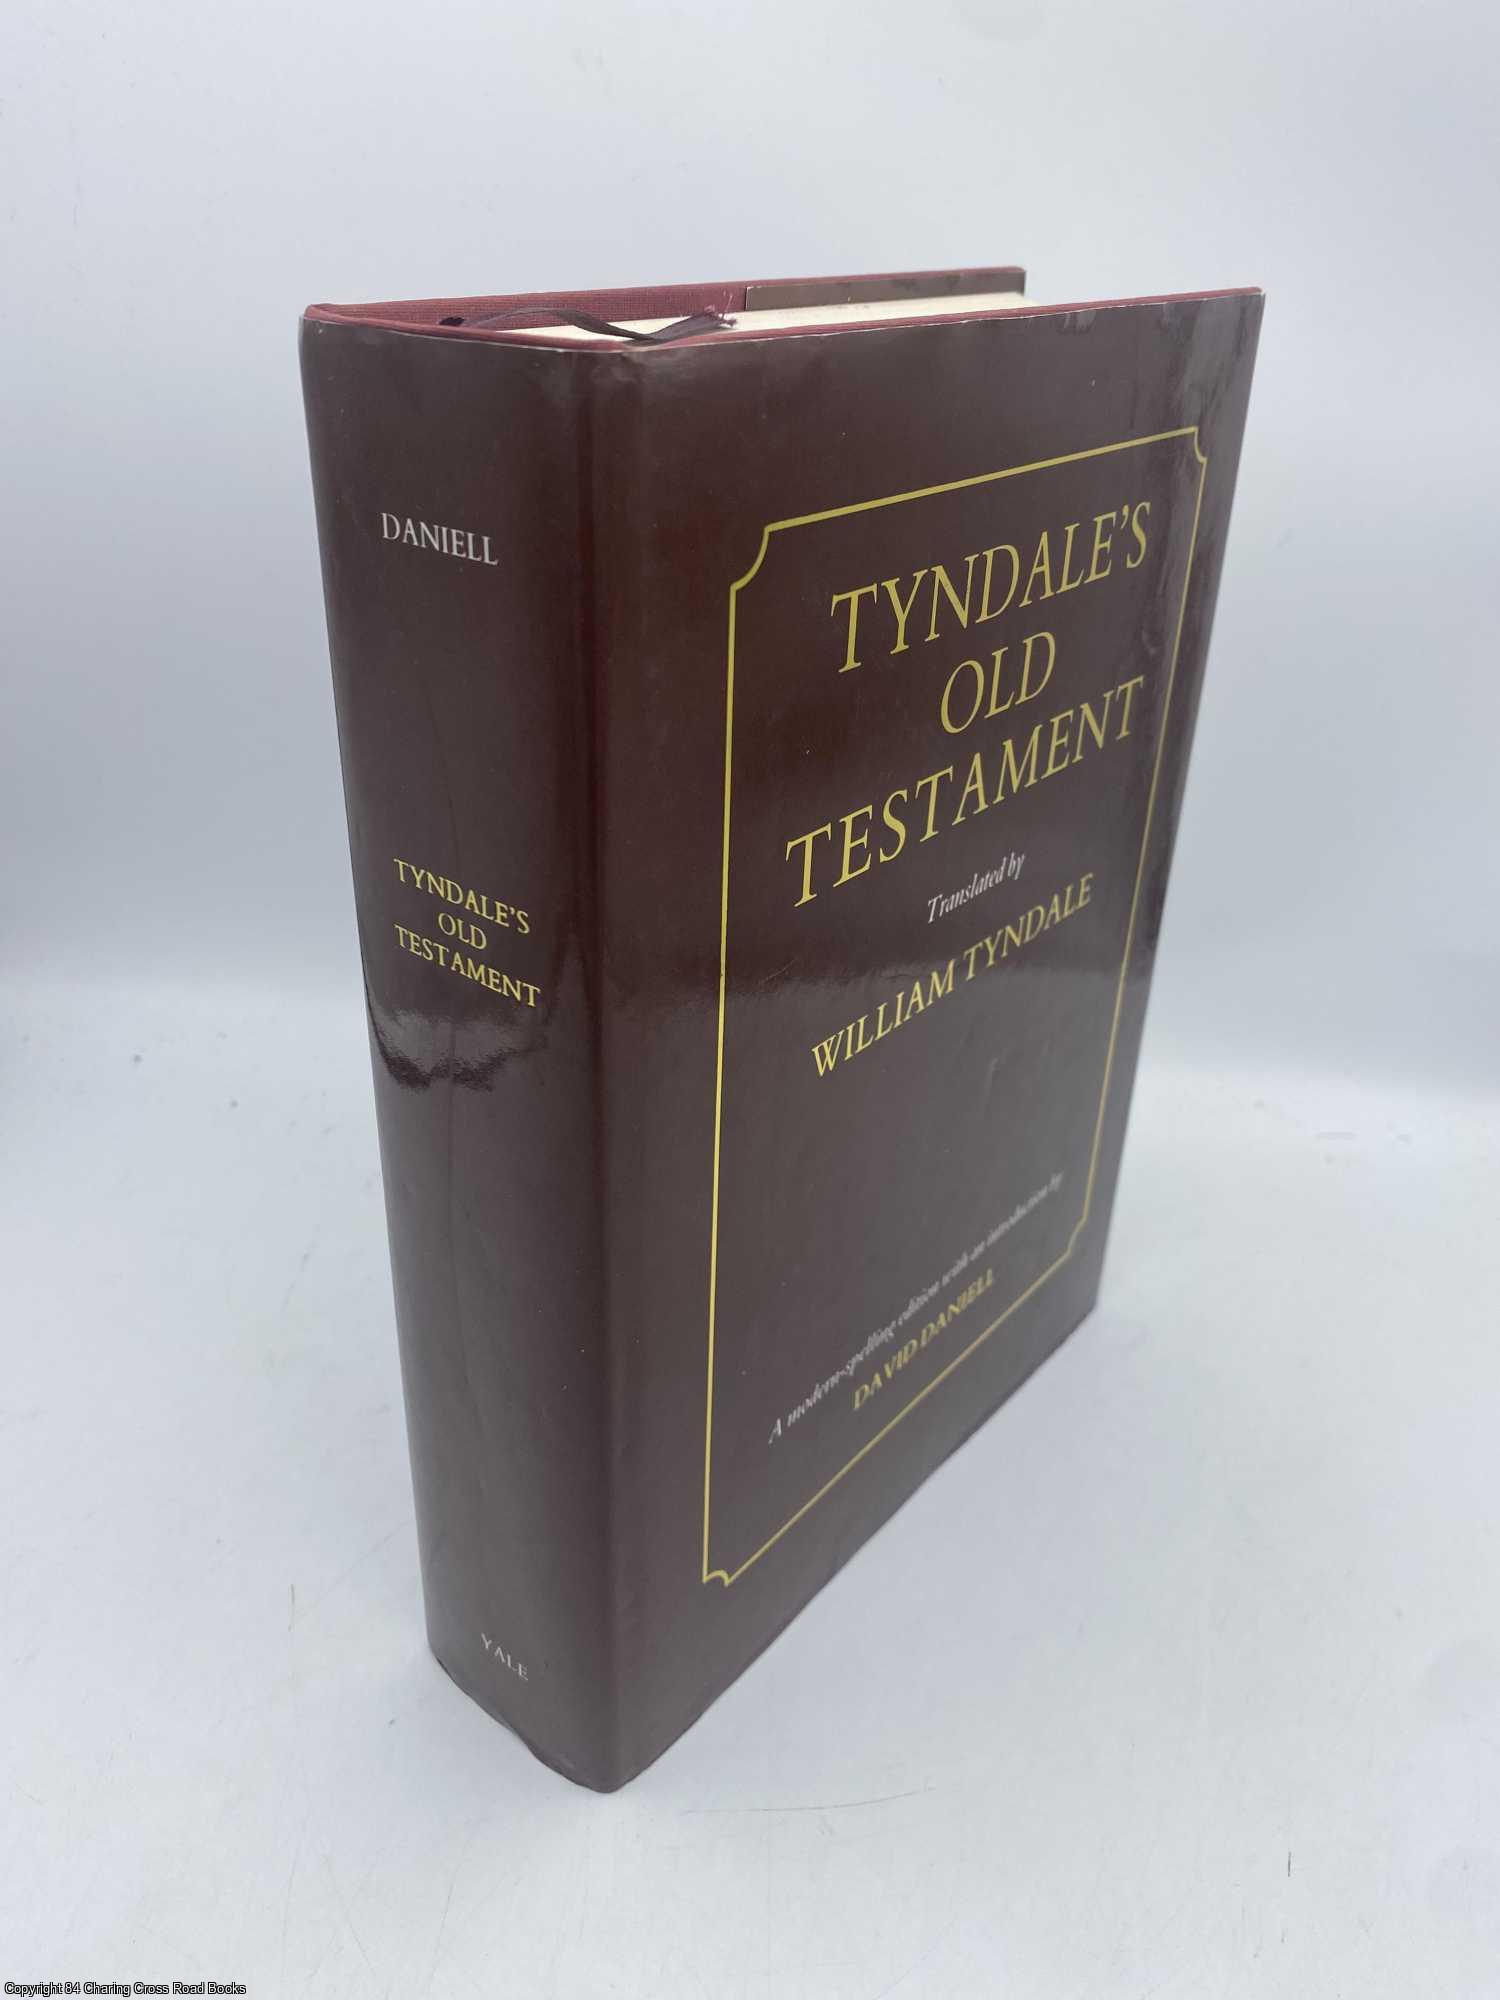 DANIELL
TYNDALE'S
OLD
TESTAMENT
YALE
TYNDALE'S
OLD
TESTAMENT
Translated by
WILLIAM TYNDALE
A modern-spelling edition with an introduction by
DAVID DANIELL
Copyright 84 Charing Cross Road Books